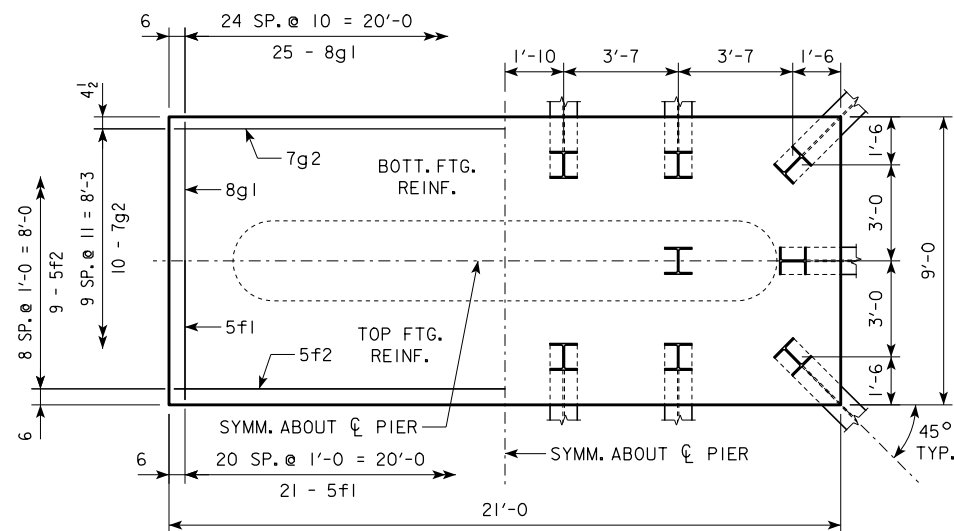 6
24 SP. @ 10 = 20'-0
25 - 8g1
1'-10
3'-7
3'-7
1'-6
4 1/2
7g2
BOTT. FTG.
REINF.
8g1
8 SP. @ 1'-0 = 8'-0
9 - 5f2
9 SP. @ 11 = 8'-3
10 - 7g2
1'-6
3'-0
9'-0
3'-0
1'-6
5f1
TOP FTG.
REINF.
5f2
6
SYMM. ABOUT ℄ PIER
SYMM. ABOUT ℄ PIER
45°
TYP.
6
20 SP. @ 1'-0 = 20'-0
21 - 5f1
21'-0